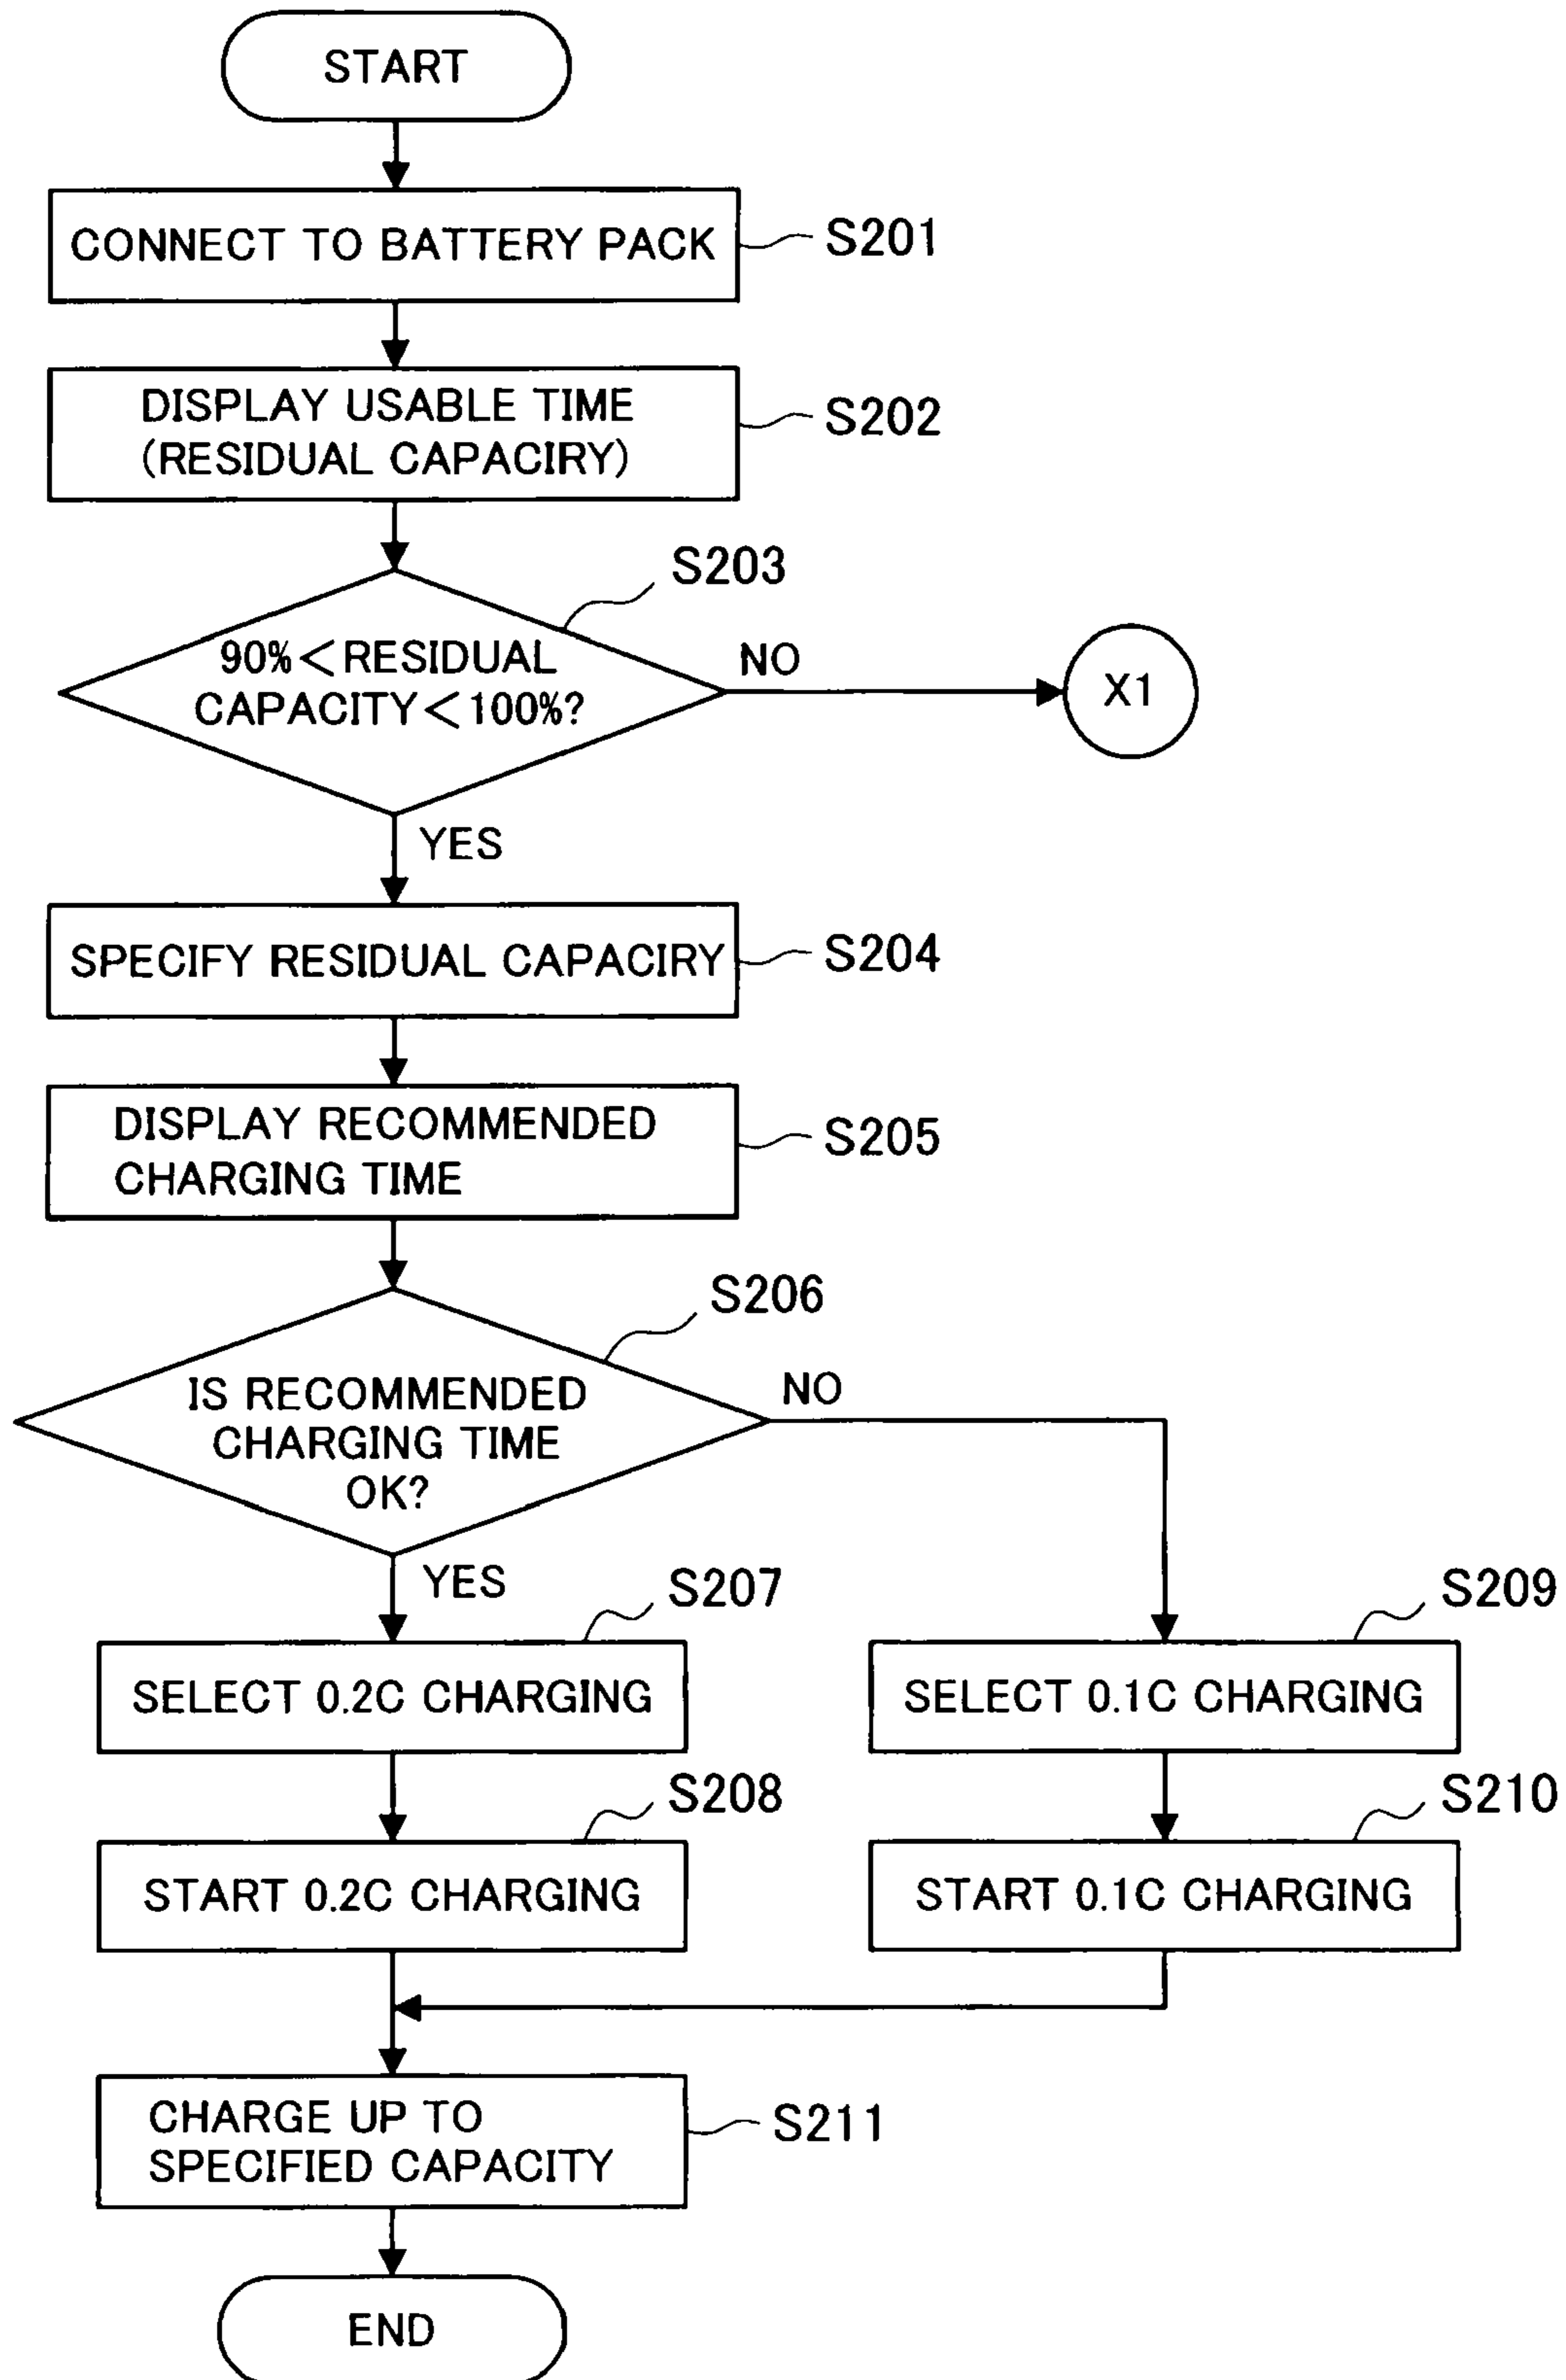 START
CONNECT TO BATTERY PACK
S201
DISPLAY USABLE TIME
(RESIDUAL CAPACIRY)
S202
S203
90%<RESIDUAL
CAPACITY<100%?
NO
X1
YES
SPECIFY RESIDUAL CAPACIRY
S204
DISPLAY RECOMMENDED
CHARGING TIME
S205
S206
IS RECOMMENDED
CHARGING TIME
OK?
NO
YES
S207
S209
SELECT 0.2C CHARGING
SELECT 0.1C CHARGING
S208
S210
START 0.2C CHARGING
START 0.1C CHARGING
CHARGE UP TO
SPECIFIED CAPACITY
S211
END